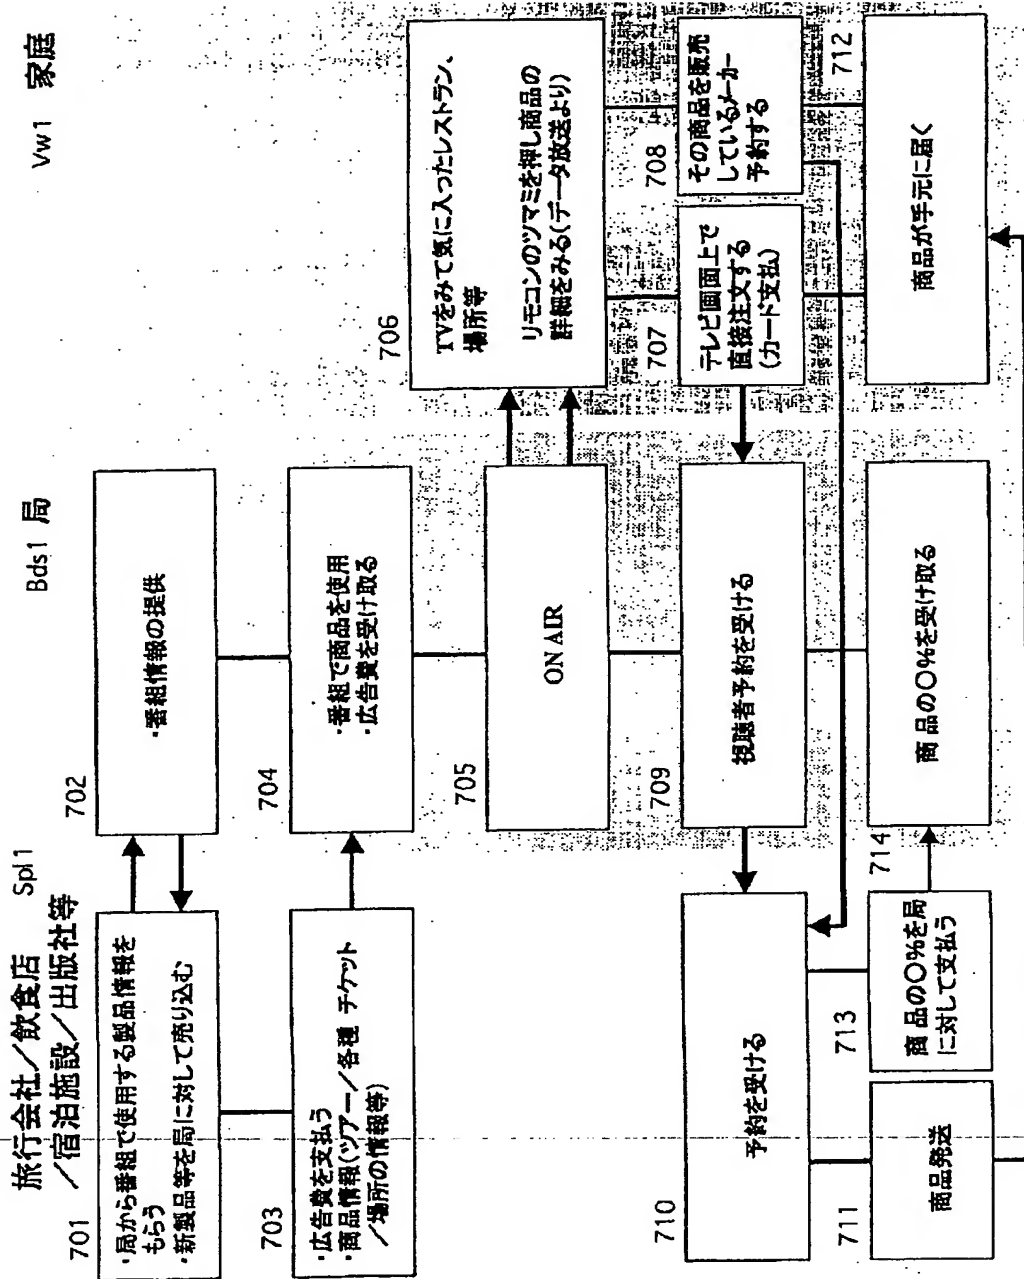 旅行会社／飲食店
／宿泊施設／出版社等
Spl1
Bds1 局
Vw1 家庭
701
・局から番組で使用する製品情報を
もらう
・新製品等を局に対して売り込む
702
・番組情報の提供
703
・広告費を支払う
・商品情報(ツアー／各種 チケット
／場所の情報等)
704
・番組で商品を使用
・広告費を受け取る
705
ON AIR
706
TVをみて気に入ったレストラン、
場所等
リモコンのツマミを押し商品の
詳細をみる(データ放送より)
707
テレビ画面上で
直接注文する
(カード支払)
708
その商品を販売
しているメーカー
予約する
709
視聴者予約を受ける
710
予約を受ける
711
商品発送
712
商品が手元に届く
713
商品の〇%を局
に対して支払う
714
商品の〇%を受け取る